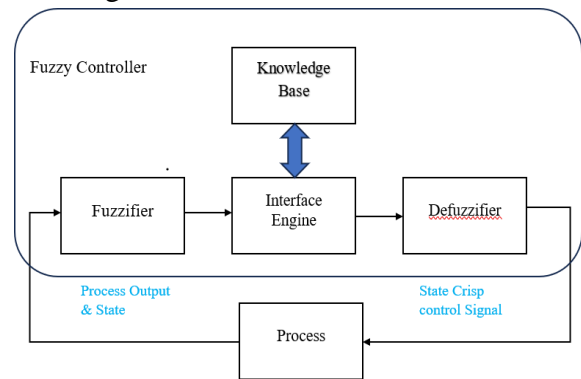 Fuzzy Controller
Knowledge
Base
Fuzzifier
Interface
Engine
Defuzzifier
Process Output
& State
State Crisp
control Signal
Process